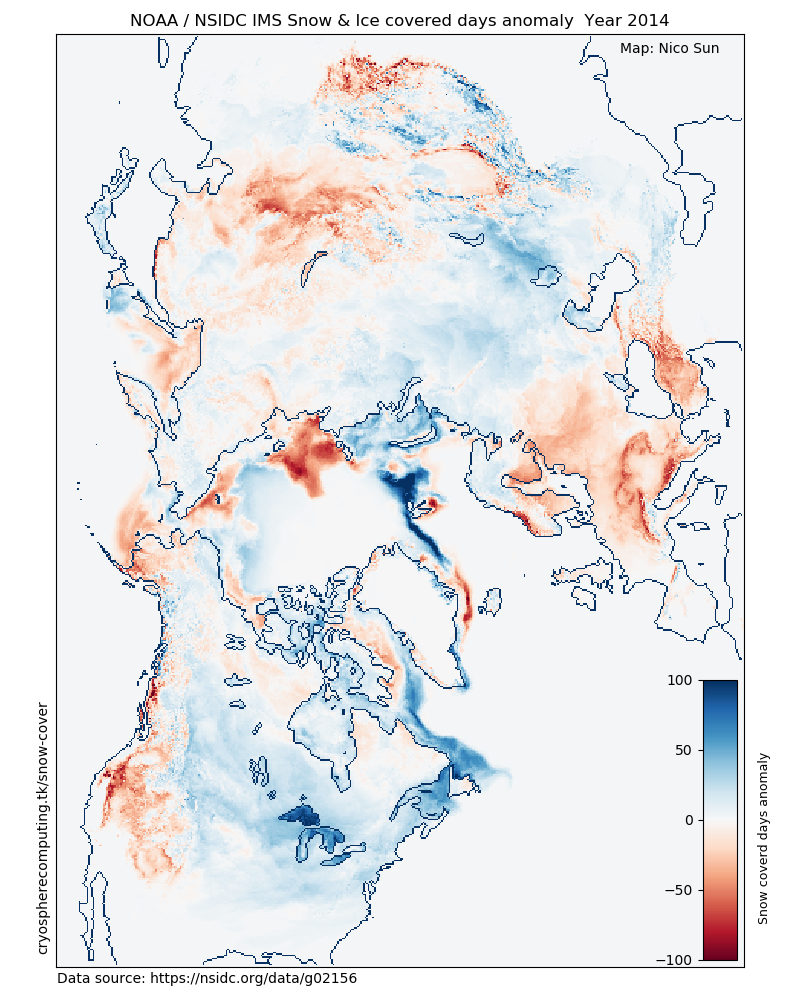 NOAA / NSIDC IMS Snow & Ice covered days anomaly  Year 2014
Map: Nico Sun
cryospherecomputing.tk/snow-cover
100
50
0
−50
−100
Snow coverd days anomaly
Data source: https://nsidc.org/data/g02156